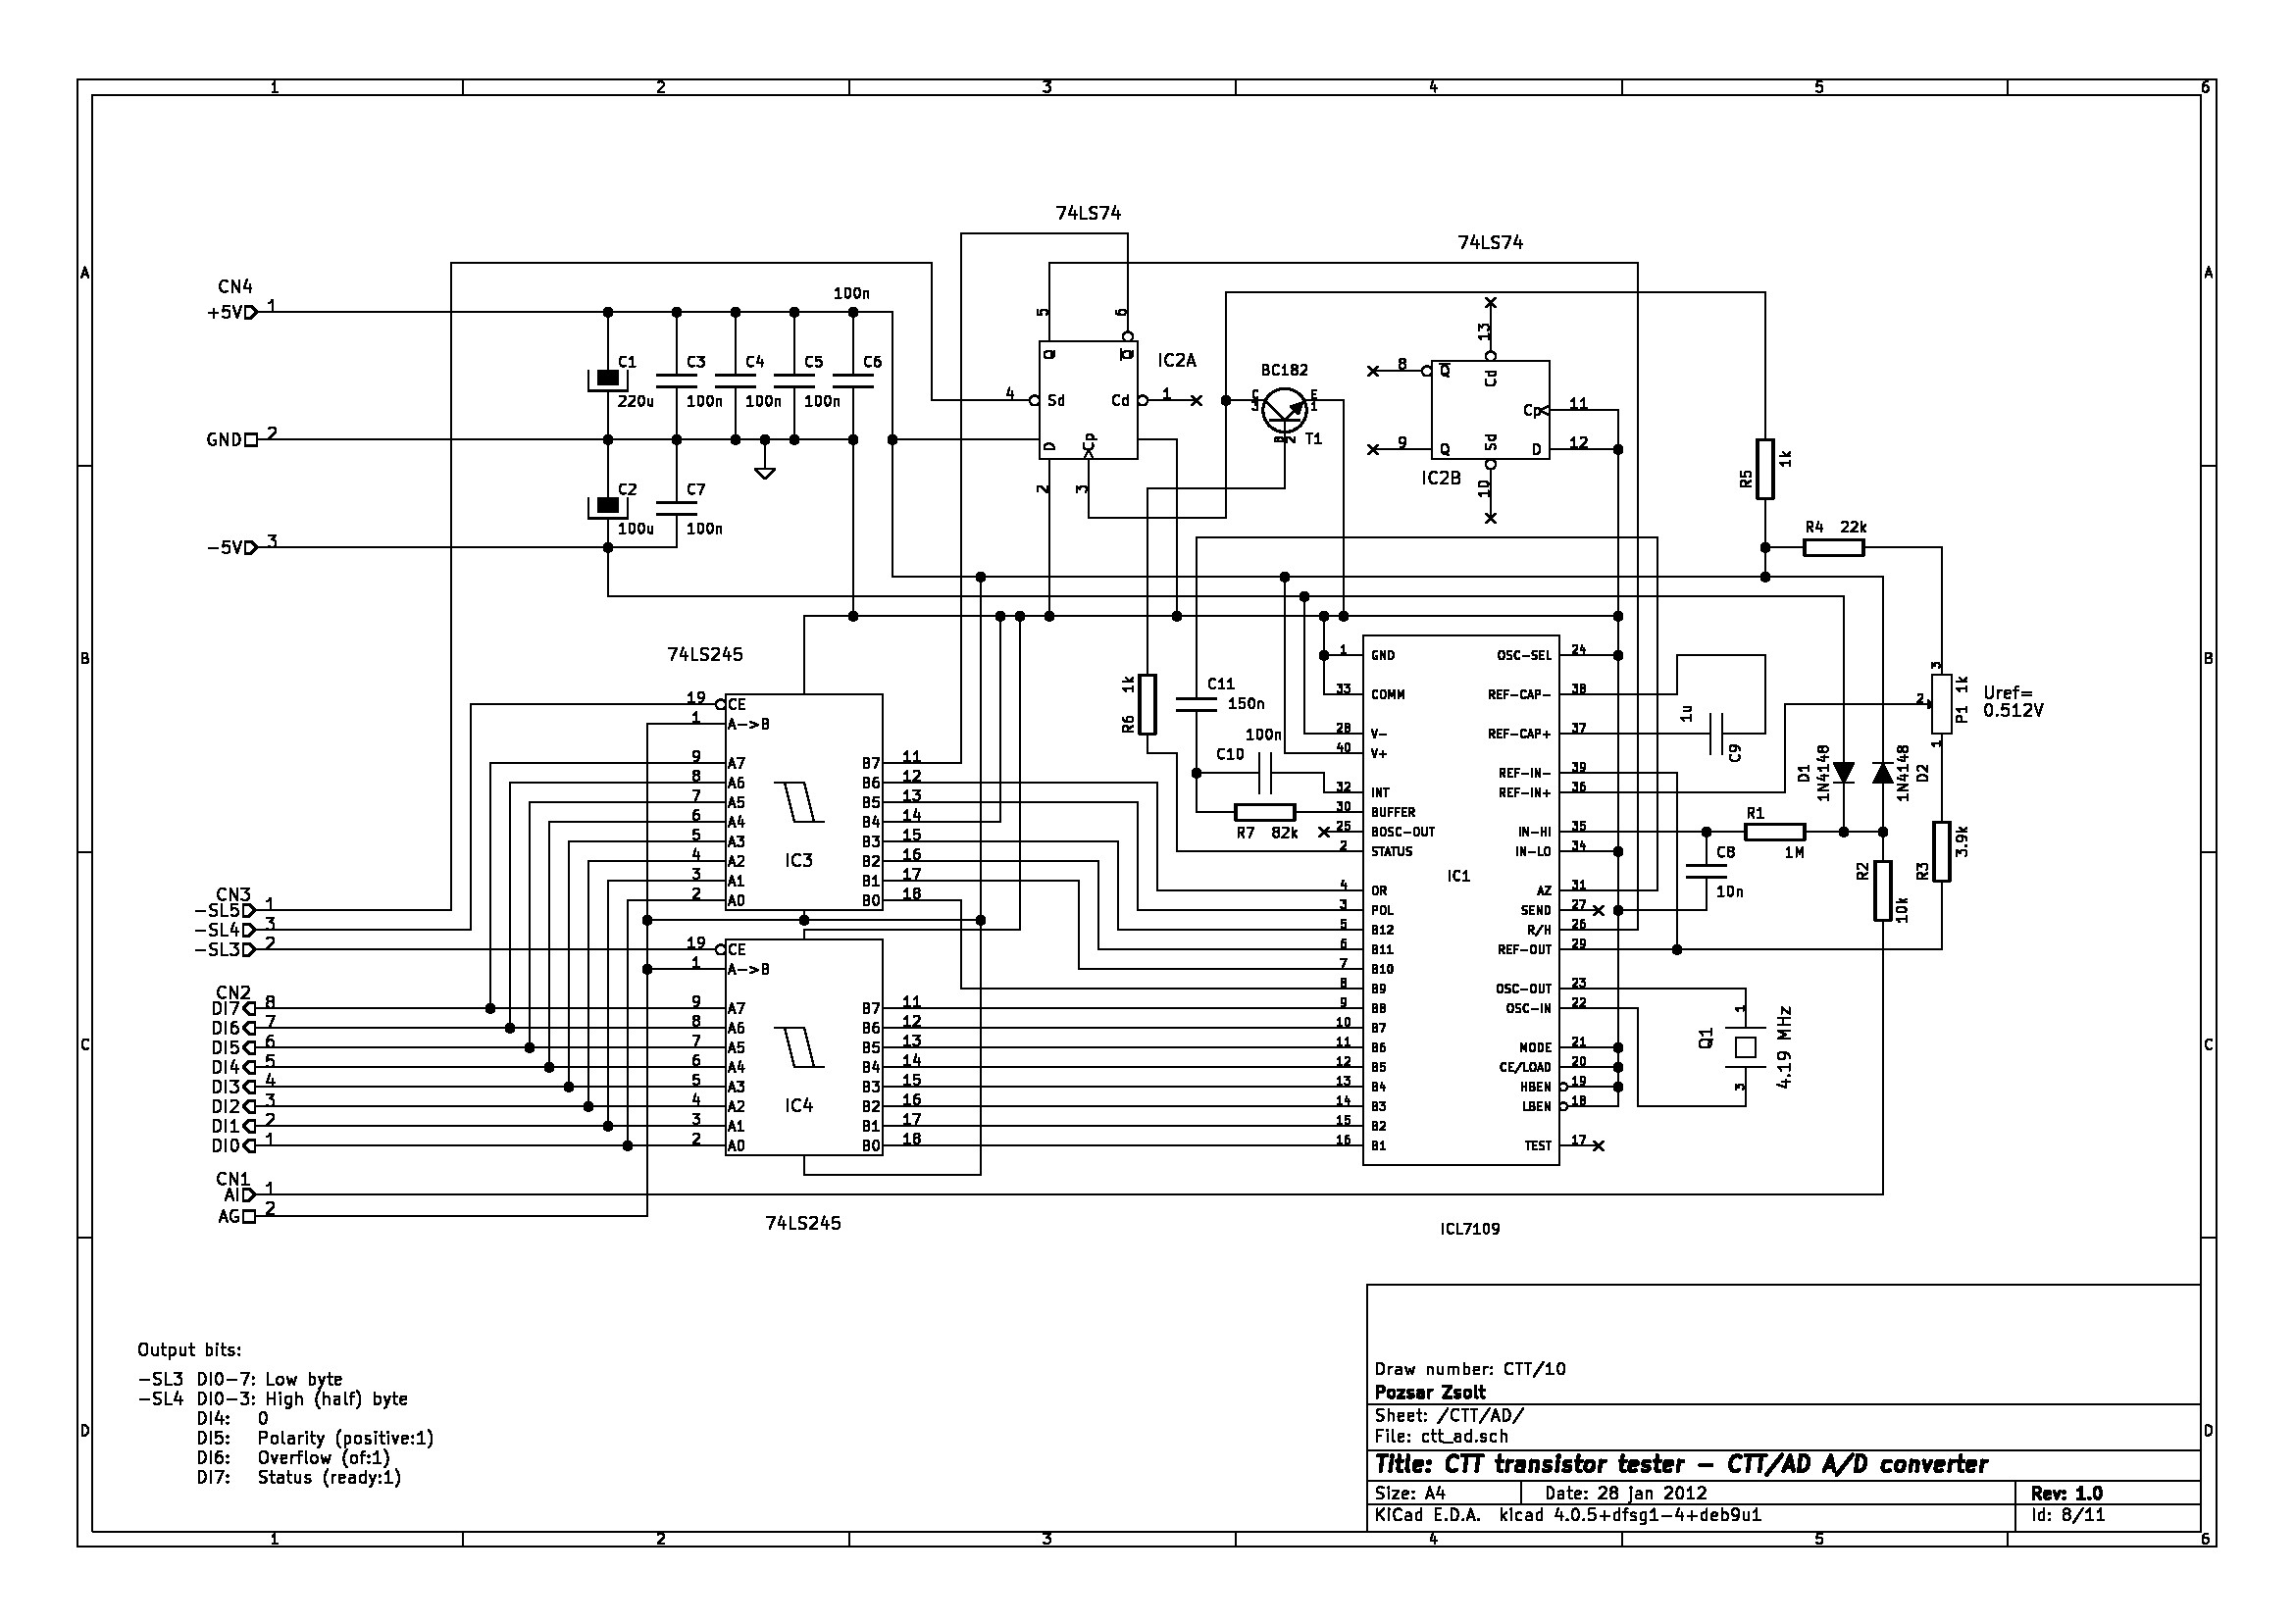 1 2 3 4 5 6
A A
B B
C C
D D
74LS74
74LS74
CN4
+5V 1
GND 2
-5V 3
100n
C1 C3 C4 C5 C6
220u 100n 100n 100n
C2 C7
100u 100n
5 6
Q Q
IC2A
4 Sd Cd 1
D Cp
2 3
BC182
C 3 E 1
B 2 T1
13
8 Q Cd
Cp 11
9 Q Sd D 12
IC2B 10
R5 1k
R4 22k
74LS245
19 CE
1 A->B
9 A7 B7 11
8 A6 B6 12
7 A5 B5 13
6 A4 B4 14
5 A3 B3 15
4 A2 B2 16
3 A1 B1 17
2 A0 B0 18
IC3
R6 1k
C11
150n
100n
C10
R7 82k
1 GND OSC-SEL 24
33 COMM REF-CAP- 38
28 V- REF-CAP+ 37
40 V+
REF-IN- 39
32 INT REF-IN+ 36
30 BUFFER
25 BOSC-OUT IN-HI 35
2 STATUS IN-LO 34
IC1
4 OR AZ 31
3 POL SEND 27
5 B12 R/H 26
6 B11 REF-OUT 29
7 B10
8 B9 OSC-OUT 23
9 B8 OSC-IN 22
10 B7
11 B6 MODE 21
12 B5 CE/LOAD 20
13 B4 HBEN 19
14 B3 LBEN 18
15 B2
16 B1 TEST 17
ICL7109
1u C9
3
2 P1 1k
1
Uref=
0.512V
D1 1N4148
1N4148 D2
R1
1M
C8
10n
R2 10k
R3 3.9k
1
Q1 4.19 MHz
3
CN3
-SL5 1
-SL4 3
-SL3 2
19 CE
1 A->B
CN2
DI7 8 9 A7 B7 11
DI6 7 8 A6 B6 12
DI5 6 7 A5 B5 13
DI4 5 6 A4 B4 14
DI3 4 5 A3 B3 15
DI2 3 4 A2 B2 16
DI1 2 3 A1 B1 17
DI0 1 2 A0 B0 18
IC4
CN1
AI 1
AG 2
74LS245
Output bits:
-SL3 DI0-7: Low byte
-SL4 DI0-3: High (half) byte
DI4: 0
DI5: Polarity (positive:1)
DI6: Overflow (of:1)
DI7: Status (ready:1)
Draw number: CTT/10
Pozsar Zsolt
Sheet: /CTT/AD/
File: ctt_ad.sch
Title: CTT transistor tester - CTT/AD A/D converter
Size: A4 Date: 28 jan 2012 Rev: 1.0
KiCad E.D.A. kicad 4.0.5+dfsg1-4+deb9u1 Id: 8/11
1 2 3 4 5 6